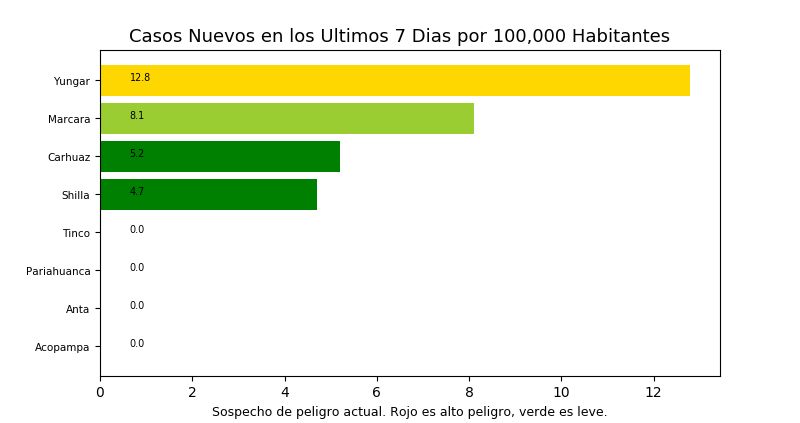 Casos Nuevos en los Ultimos 7 Dias por 100,000 Habitantes
Yungar 12.8
Marcara 8.1
Carhuaz 5.2
Shilla 4.7
Tinco 0.0
Pariahuanca 0.0
Anta 0.0
Acopampa 0.0
0 2 4 6 8 10 12
Sospecho de peligro actual. Rojo es alto peligro, verde es leve.